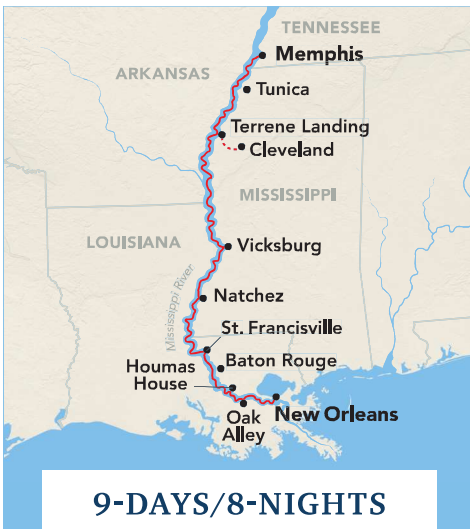 TENNESSEE
Memphis
ARKANSAS
Tunica
Terrene Landing
Cleveland
MISSISSIPPI
LOUISIANA
Vicksburg
Mississippi River
Natchez
St. Francisville
Baton Rouge
Houmas
House
Oak
Alley
New Orleans
9-DAYS/8-NIGHTS